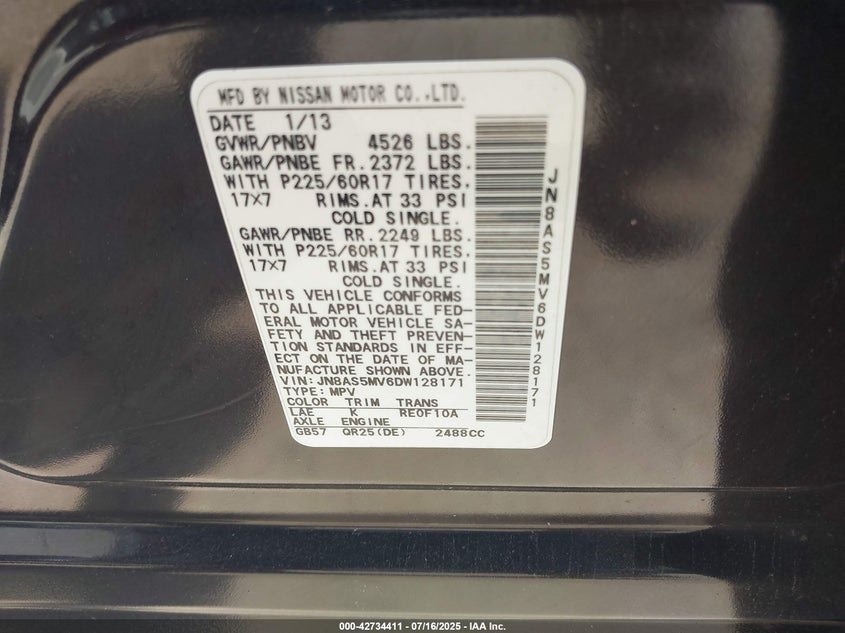 MFD BY NISSAN MOTOR CO.,LTD.
DATE 1/13
GVWR/PNBV 4526 LBS.
GAWR/PNBE FR.2372 LBS.
WITH P225/60R17 TIRES,
17X7 RIMS.AT 33 PSI
COLD SINGLE.
GAWR/PNBE RR.2249 LBS.
WITH P225/60R17 TIRES,
17X7 RIMS.AT 33 PSI
COLD SINGLE.
THIS VEHICLE CONFORMS
TO ALL APPLICABLE FED-
ERAL MOTOR VEHICLE SA-
FETY AND THEFT PREVEN-
TION STANDARDS IN EFF-
ECT ON THE DATE OF MA-
NUFACTURE SHOWN ABOVE.
VIN:JN8AS5MV6DW128171
TYPE:MPV
COLOR TRIM TRANS
LAE K RE0F10A
AXLE ENGINE
GB57 QR25(DE) 2488CC
JN8AS5MV6DW128171
000-42734411 - 07/16/2025 - IAA Inc.